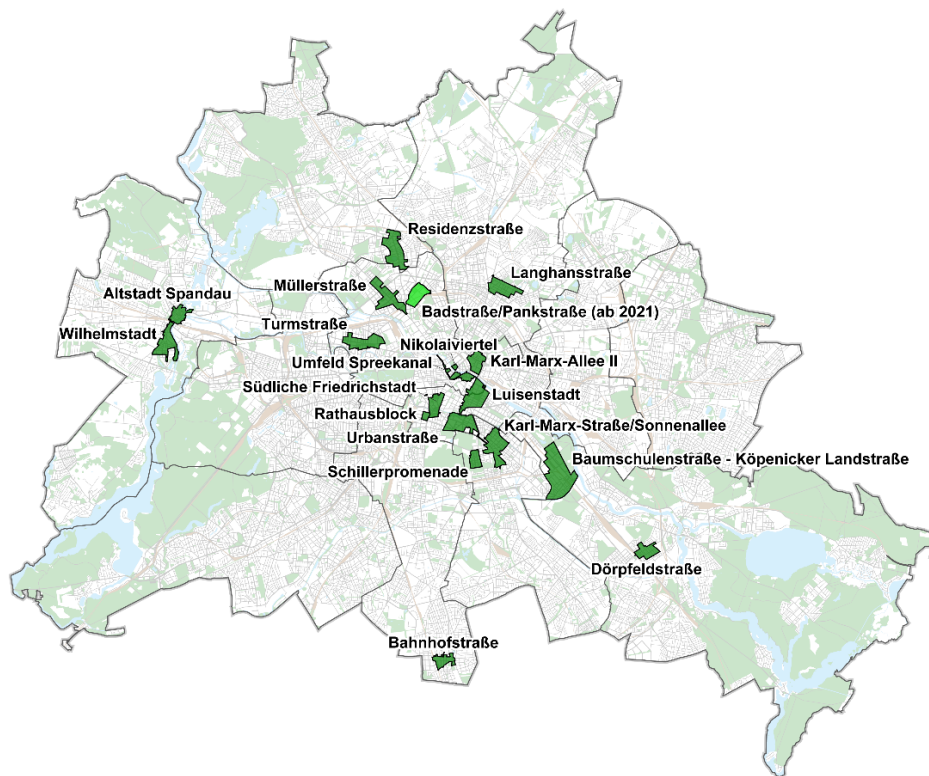 Residenzstraße
Langhansstraße
Müllerstraße
Altstadt Spandau
Badstraße/Pankstraße (ab 2021)
Turmstraße
Wilhelmstadt
Nikolaiviertel
Umfeld Spreekanal
Karl-Marx-Allee II
Südliche Friedrichstadt
Luisenstadt
Rathausblock
Karl-Marx-Straße/Sonnenallee
Urbanstraße
Baumschulenstraße - Köpenicker Landstraße
Schillerpromenade
Dörpfeldstraße
Bahnhofstraße